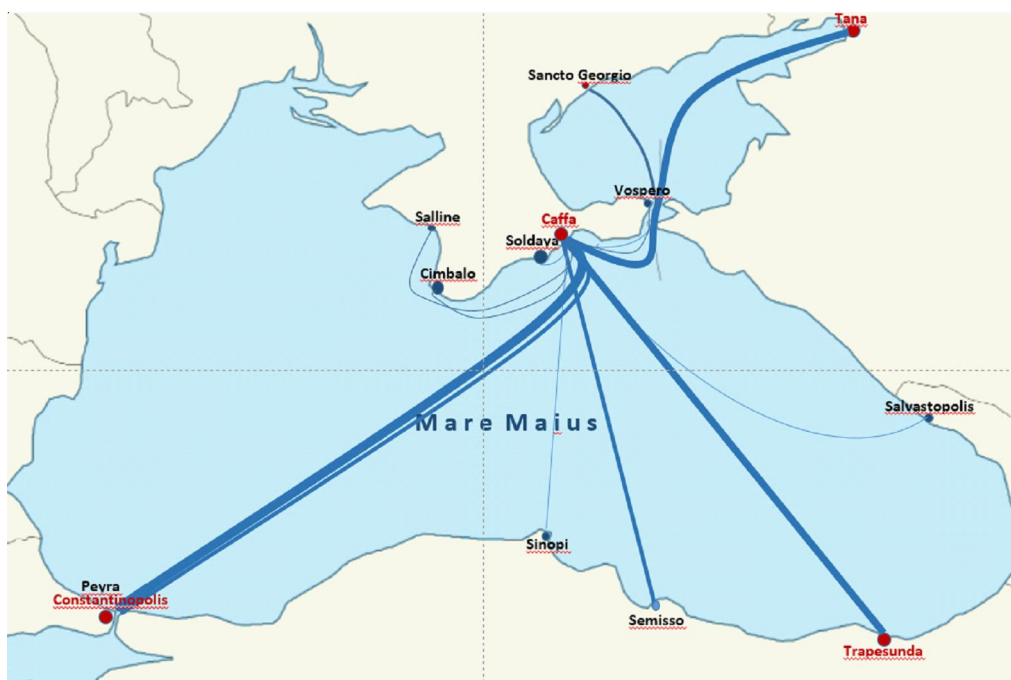 Tana
Sancto Georgio
Vospero
Salline
Caffa
Soldaya
Cimbalo
Salvastopolis
Mare Maius
Sinopi
Peyra
Constantinopolis
Semisso
Trapesunda